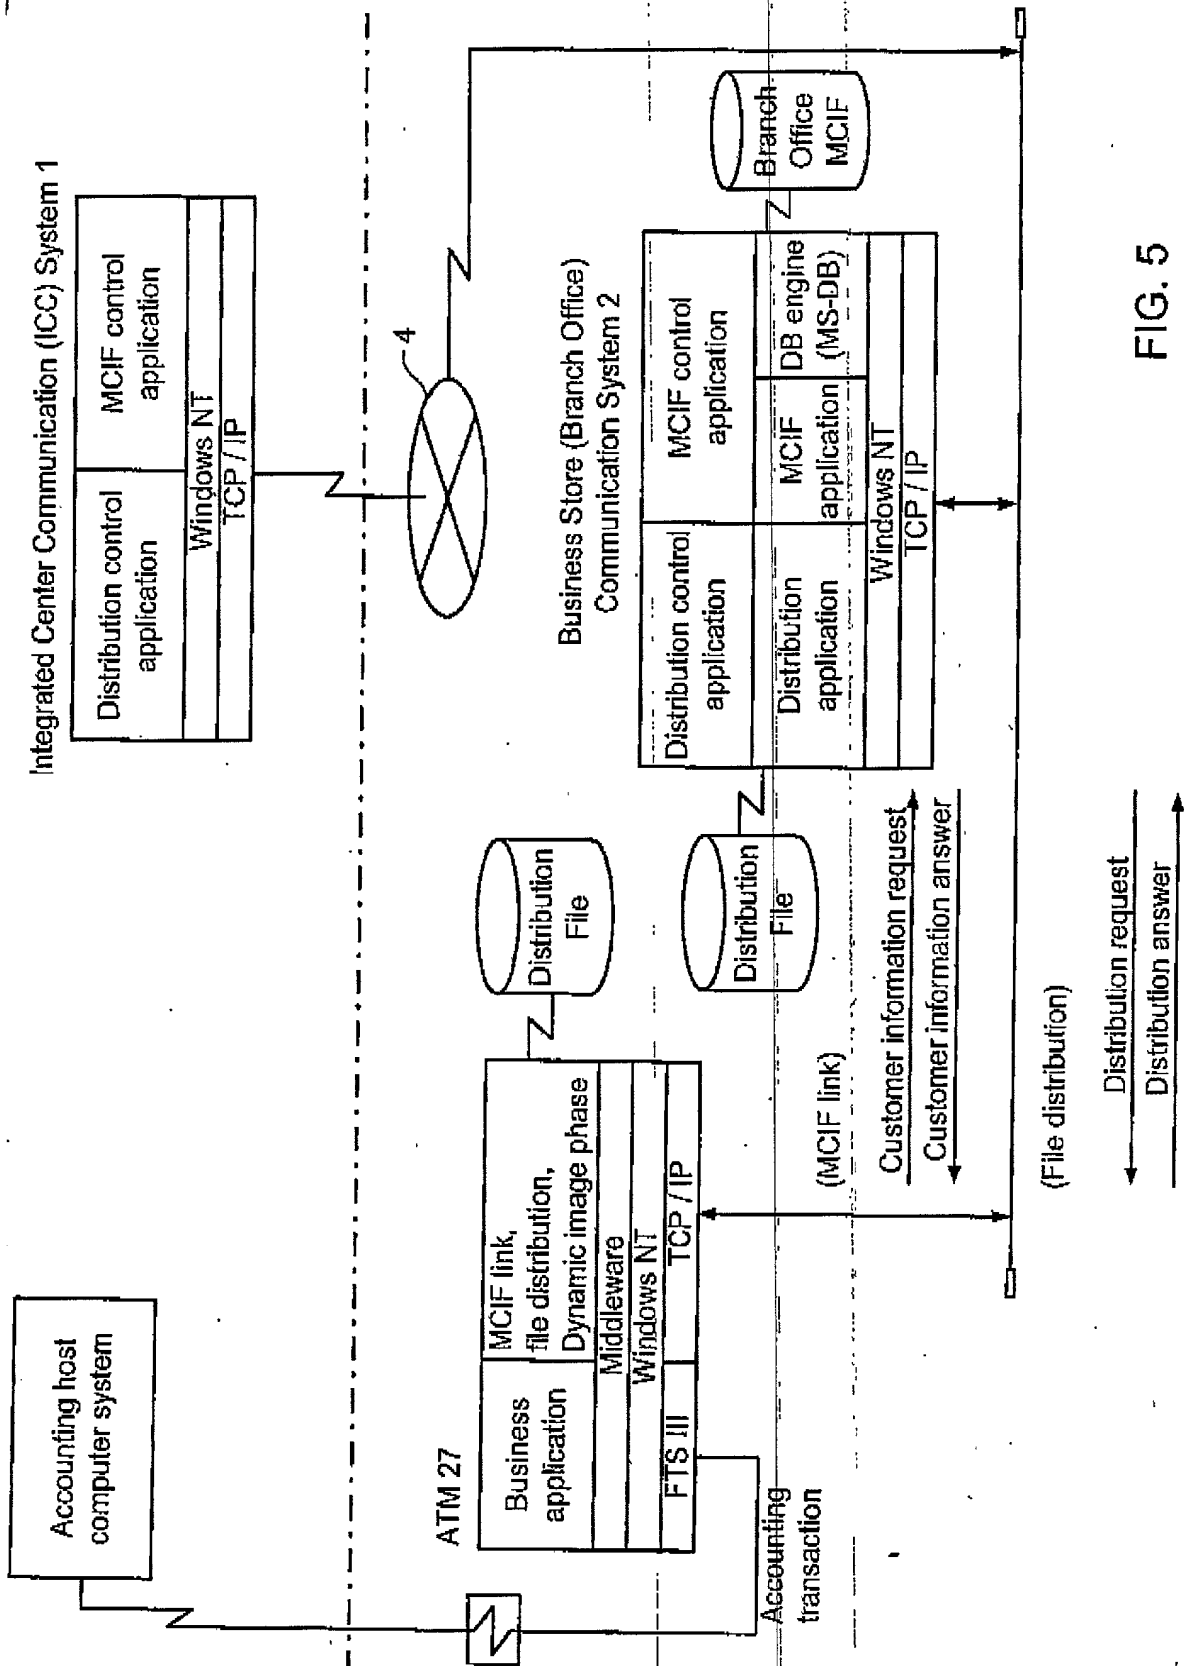 Accounting host
computer system
Integrated Center Communication (ICC) System 1
Distribution control
application
MCIF control
application
Windows NT
TCP / IP
4
ATM 27
Business
application
MCIF link,
file distribution,
Dynamic image phase
Middleware
Windows NT
FTS III
TCP / IP
Distribution
File
Accounting
transaction
Business Store (Branch Office)
Communication System 2
Distribution control
application
MCIF control
application
Distribution
application
MCIF
application
DB engine
(MS-DB)
Windows NT
TCP / IP
Distribution
File
Branch
Office
MCIF
(MCIF link)
Customer information request
Customer information answer
(File distribution)
Distribution request
Distribution answer
FIG. 5